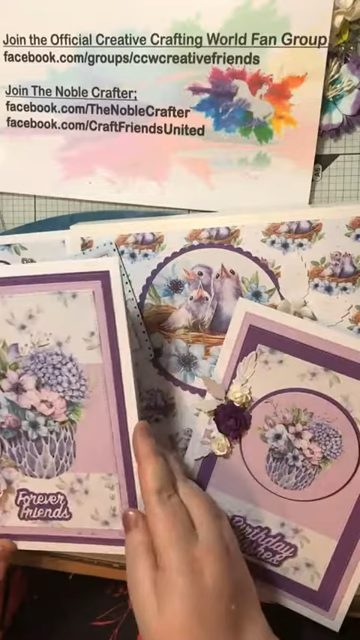 Join the Official Creative Crafting World Fan Group
facebook.com/groups/ccwcreativefriends
Join The Noble Crafter;
facebook.com/TheNobleCrafter
facebook.com/CraftFriendsUnited
Forever
Friends
Birthday